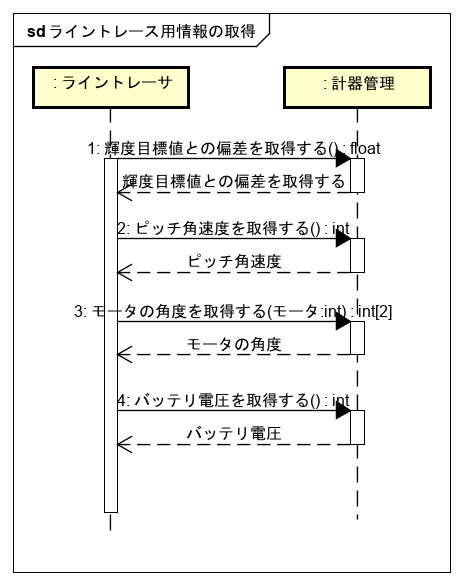 sd ライントレース用情報の取得
: ライントレーサ
: 計器管理
1: 輝度目標値との偏差を取得する() : float
輝度目標値との偏差を取得する
2: ピッチ角速度を取得する() : int
ピッチ角速度
3: モータの角度を取得する(モータ:int) : int[2]
モータの角度
4: バッテリ電圧を取得する() : int
バッテリ電圧